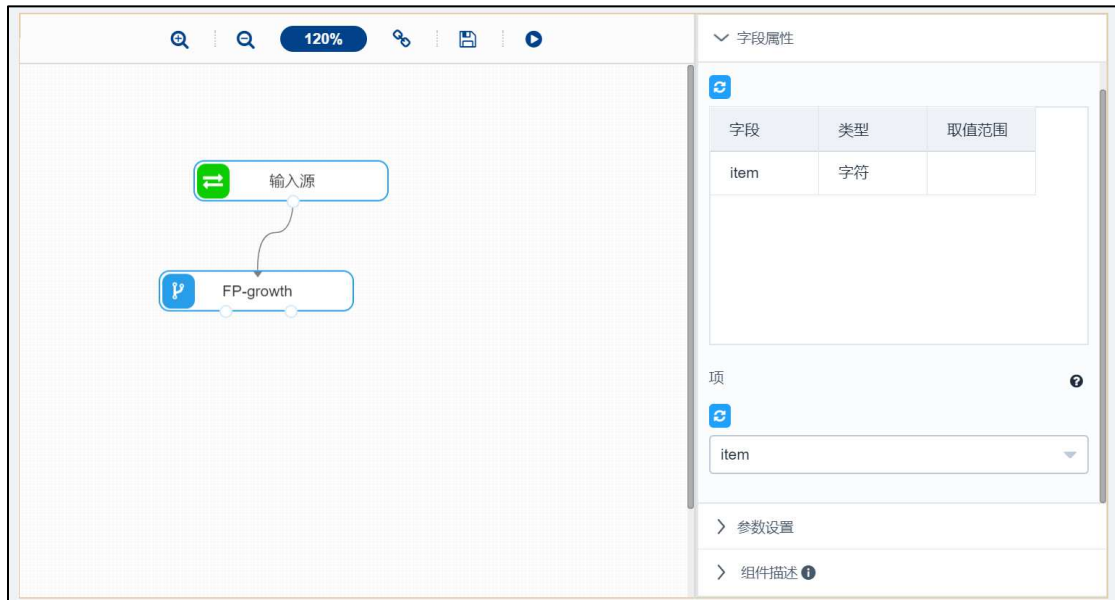 120%
输入源
FP-growth
字段属性
字段 类型 取值范围
item 字符
项
item
参数设置
组件描述